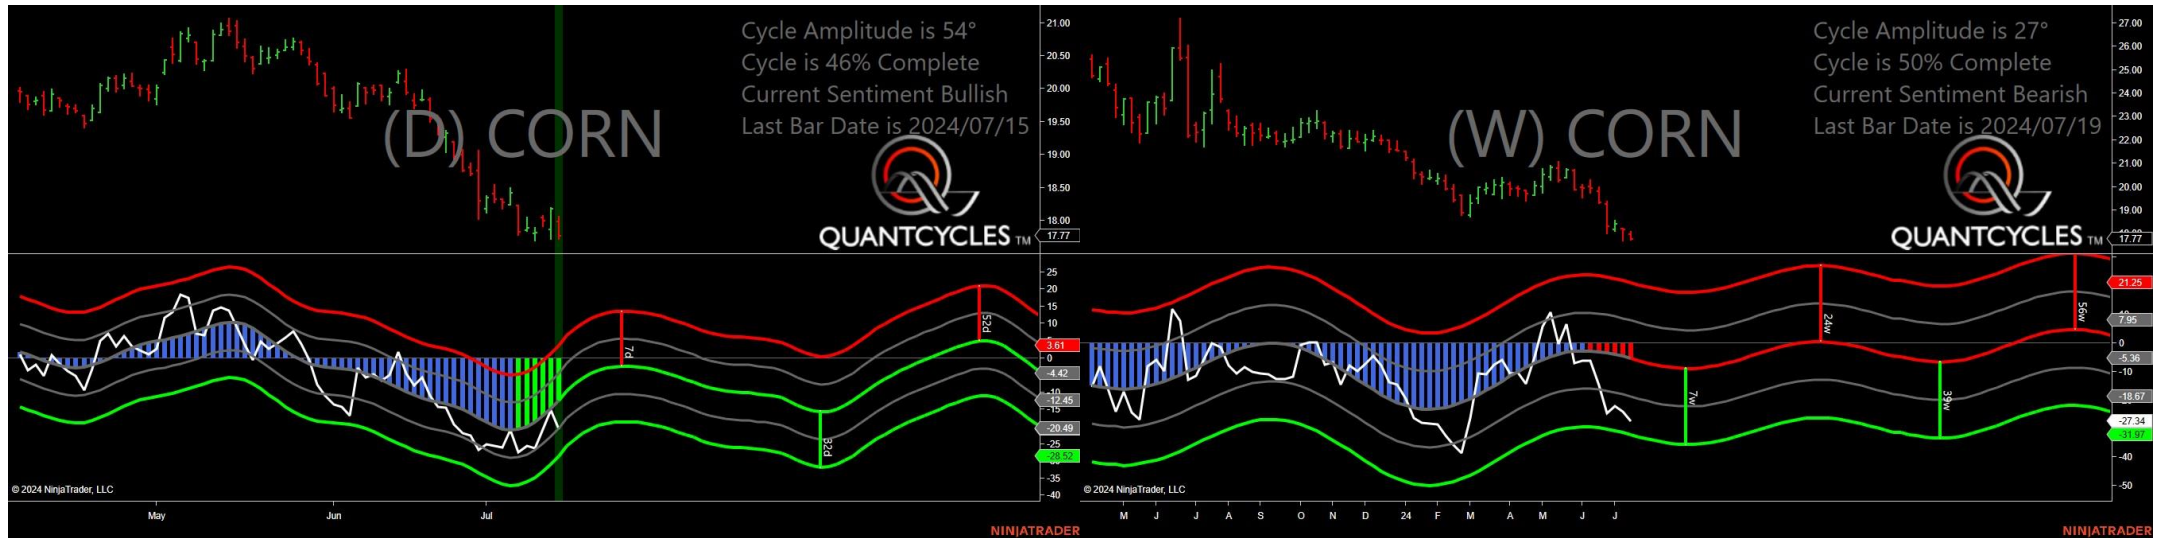 Cycle Amplitude is 54°
Cycle is 46% Complete
Current Sentiment Bullish
Last Bar Date is 2024/07/15
(D) CORN
QUANTCYCLES TM
21.00
20.50
20.00
19.50
19.00
18.50
18.00
17.77
25
20
15
10
3.61
0
-4.42
-12.45
-15
-20.49
-25
-28.52
-35
-40
7d
32d
52d
© 2024 NinjaTrader, LLC
May Jun Jul
NINJATRADER
Cycle Amplitude is 27°
Cycle is 50% Complete
Current Sentiment Bearish
Last Bar Date is 2024/07/19
(W) CORN
QUANTCYCLES TM
27.00
26.00
25.00
24.00
23.00
22.00
21.00
20.00
19.00
17.77
21.25
7.95
0
-5.36
-10
-18.67
-27.34
-31.97
-40
-50
7w
24w
39w
56w
© 2024 NinjaTrader, LLC
M J J A S O N D 24 F M A M J J
NINJATRADER